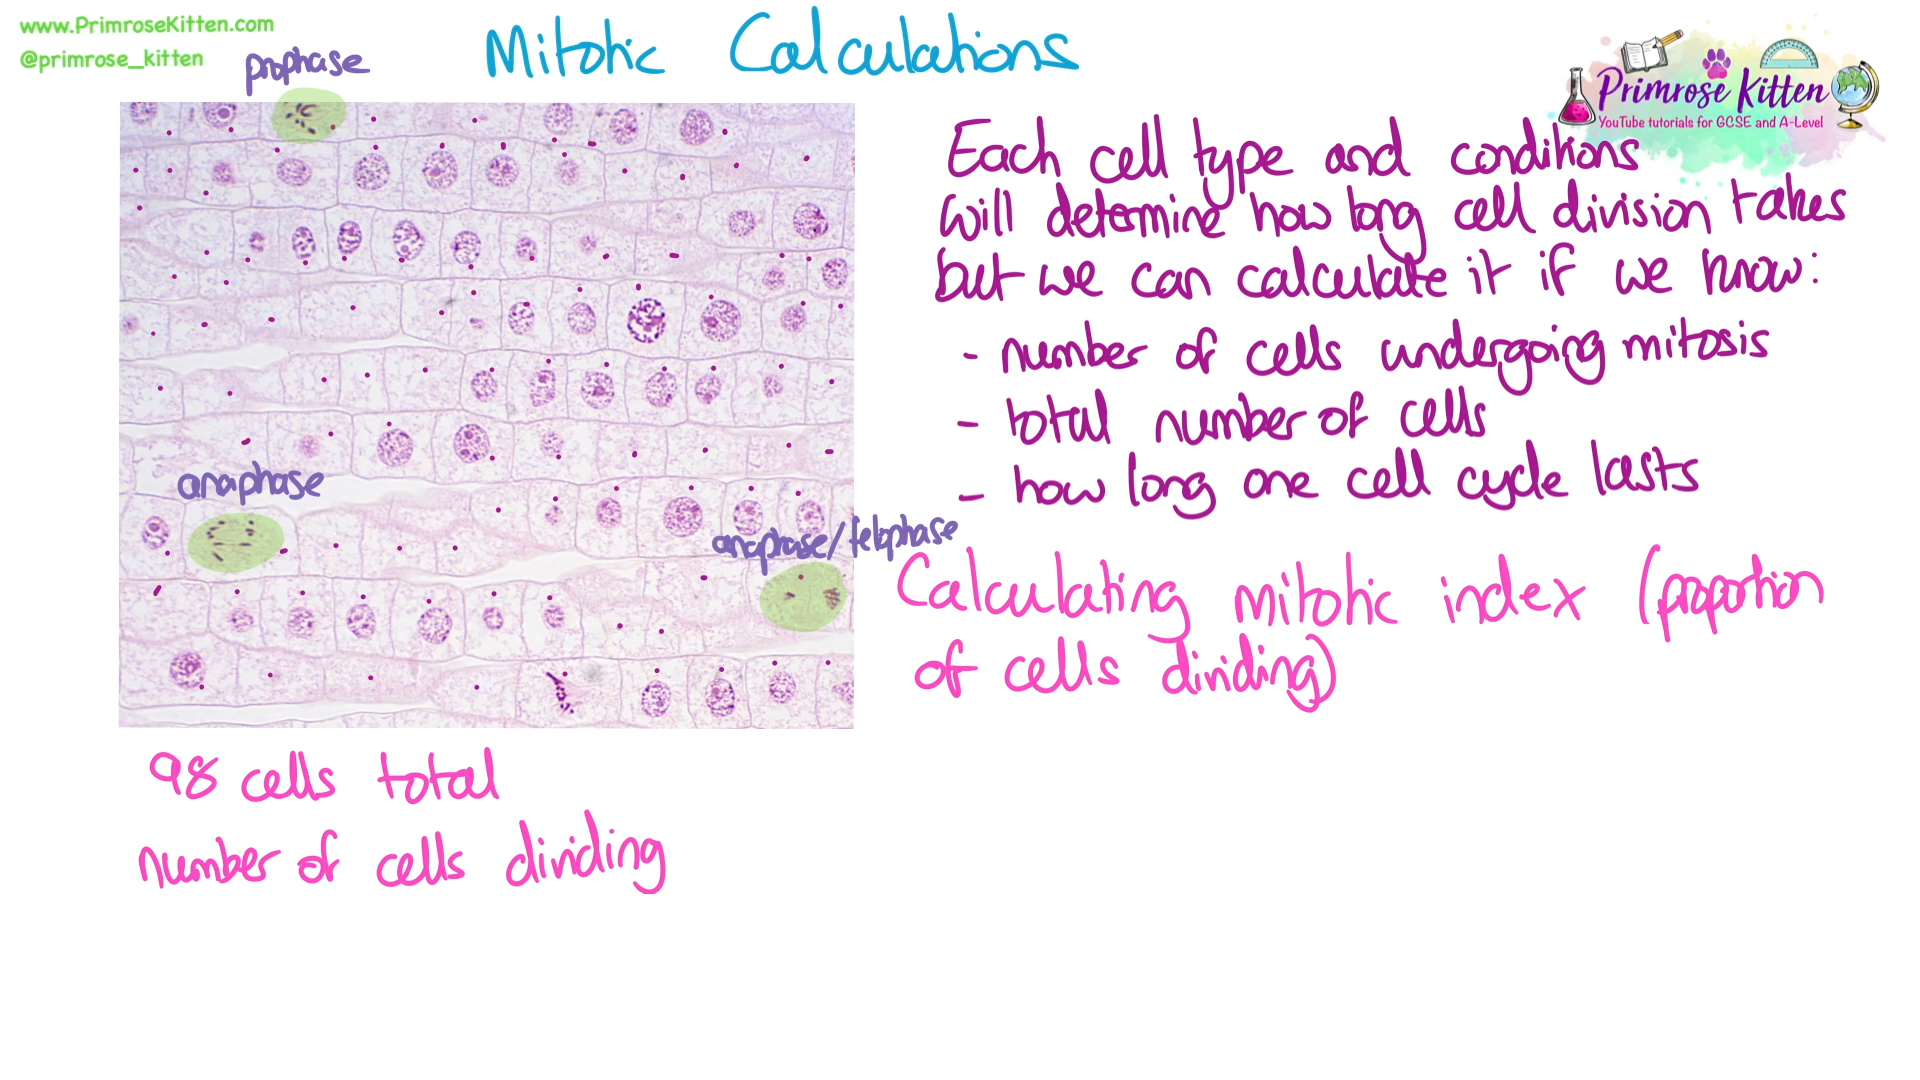 www.PrimroseKitten.com
@primrose_kitten
Mitotic Calculations
Primrose Kitten
YouTube tutorials for GCSE and A-Level
prophase
anaphase
anaphase/telophase
Each cell type and conditions
will determine how long cell division takes
but we can calculate it if we know:
- number of cells undergoing mitosis
- total number of cells
- how long one cell cycle lasts
Calculating mitotic index (proportion
of cells dividing)
98 cells total
number of cells dividing